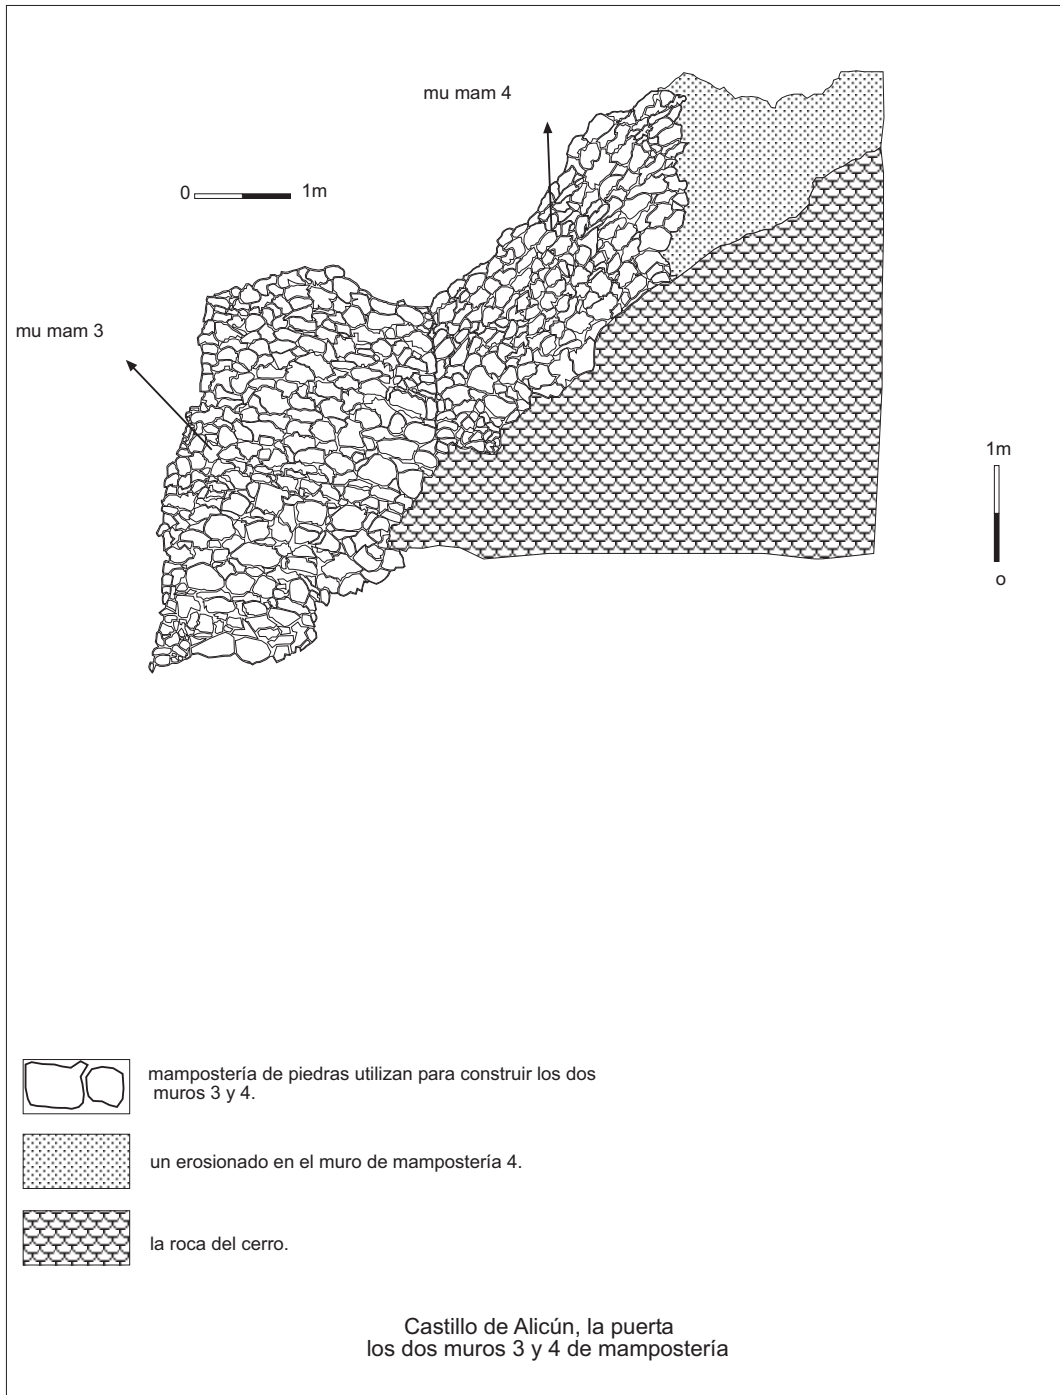 mu mam 4
0 1m
mu mam 3
1m
o
mampostería de piedras utilizan para construir los dos
muros 3 y 4.
un erosionado en el muro de mampostería 4.
la roca del cerro.
Castillo de Alicún, la puerta
los dos muros 3 y 4 de mampostería